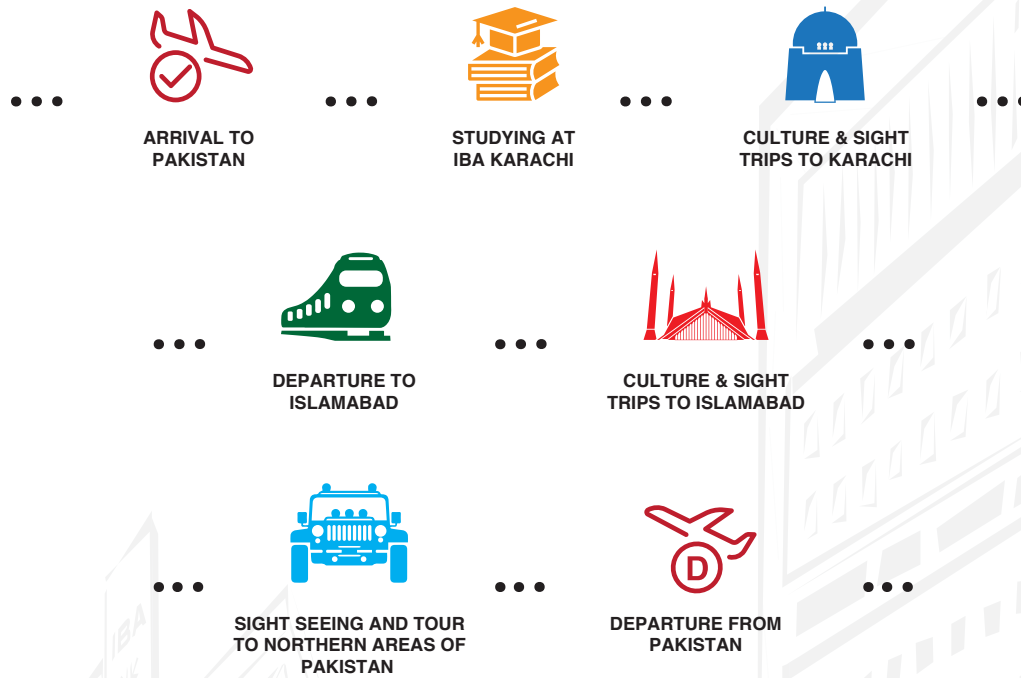 ARRIVAL TO
PAKISTAN
STUDYING AT
IBA KARACHI
CULTURE & SIGHT
TRIPS TO KARACHI
DEPARTURE TO
ISLAMABAD
CULTURE & SIGHT
TRIPS TO ISLAMABAD
SIGHT SEEING AND TOUR
TO NORTHERN AREAS OF
PAKISTAN
D
DEPARTURE FROM
PAKISTAN
IBA